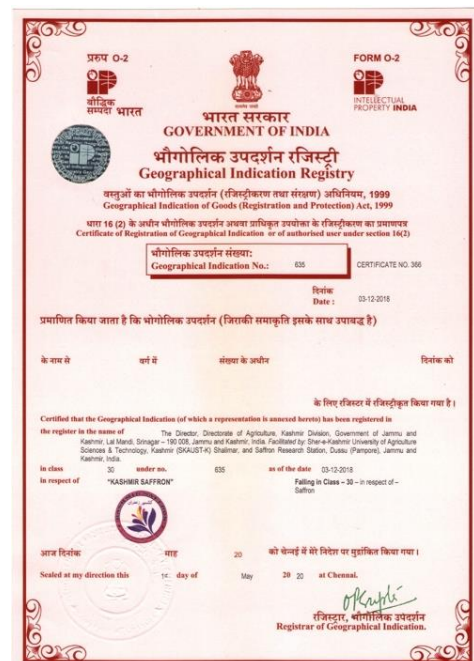 प्ररुप O-2
FORM O-2
बौद्धिक
सम्पदा भारत
INTELLECTUAL
PROPERTY INDIA
भारत सरकार
GOVERNMENT OF INDIA
भौगोलिक उपदर्शन रजिस्ट्री
Geographical Indication Registry
वस्तुओं का भौगोलिक उपदर्शन (रजिस्ट्रीकरण तथा संरक्षण) अधिनियम, 1999
Geographical Indication of Goods (Registration and Protection) Act, 1999
धारा 16 (2) के अधीन भौगोलिक उपदर्शन अथवा प्राधिकृत उपयोक्ता के रजिस्ट्रीकरण का प्रमाणपत्र
Certificate of Registration of Geographical Indication or of authorised user under section 16(2)
भौगोलिक उपदर्शन संख्या:
Geographical Indication No.: 635 CERTIFICATE NO. 366
दिनांक
Date : 03-12-2018
प्रमाणित किया जाता है कि भोगोलिक उपदर्शन (जिराकी समाकृति इसके साथ उपाबद्ध है)
के नाम से वर्ग में संख्या के अधीन दिनांक को
के लिए रजिस्टर में रजिस्ट्रीकृत किया गया है।
Certified that the Geographical Indication (of which a representation is annexed hereto) has been registered in
the register in the name of The Director, Directorate of Agriculture, Kashmir Division, Government of Jammu and
Kashmir, Lal Mandi, Srinagar – 190 008, Jammu and Kashmir, India. Facilitated by: Sher-e-Kashmir University of Agriculture
Sciences & Technology, Kashmir (SKAUST-K) Shalimar, and Saffron Research Station, Dussu (Pampore), Jammu and
Kashmir, India.
in class 30 under no. 635 as of the date 03-12-2018
in respect of "KASHMIR SAFFRON" Falling in Class – 30 – in respect of –
Saffron
आज दिनांक माह 20 को चेन्नई में मेरे निदेश पर मुद्रांकित किया गया।
Sealed at my direction this day of May 20 20 at Chennai.
रजिस्ट्रार, भौगोलिक उपदर्शन
Registrar of Geographical Indication.